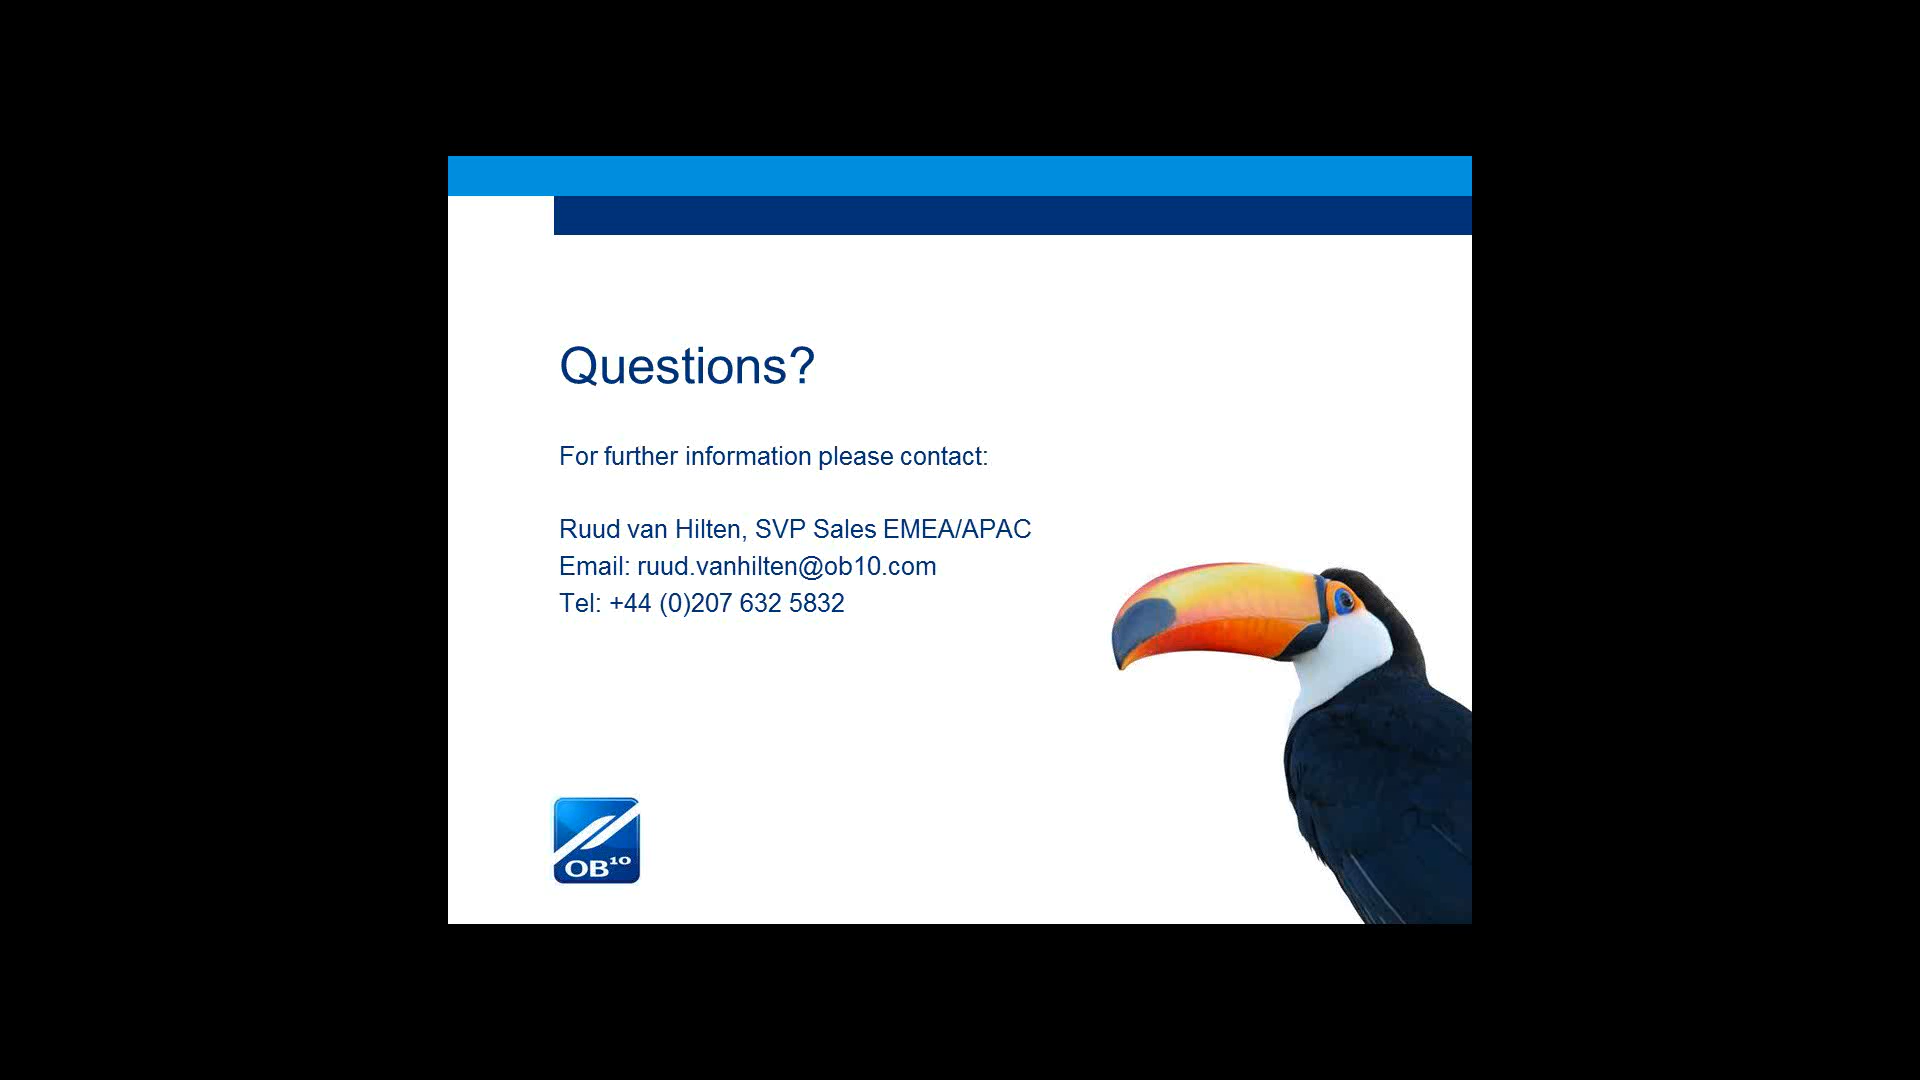 Questions?
For further information please contact:
Ruud van Hilten, SVP Sales EMEA/APAC
Email: ruud.vanhilten@ob10.com
Tel: +44 (0)207 632 5832
OB¹⁰